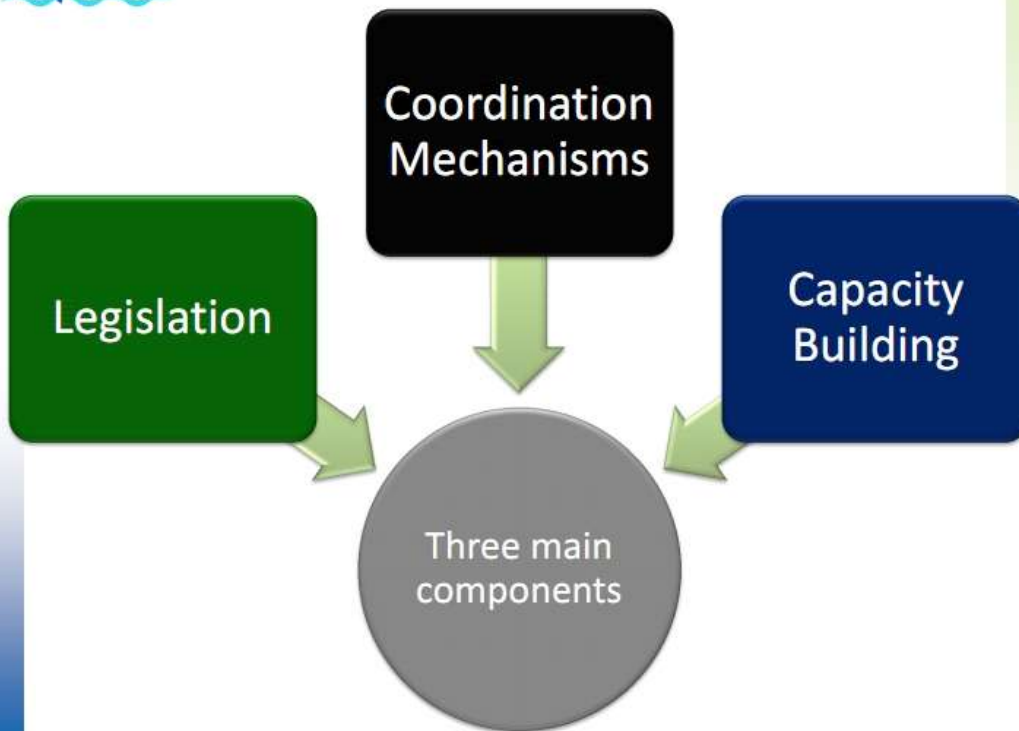 Coordination
Mechanisms
Legislation
Capacity
Building
Three main
components